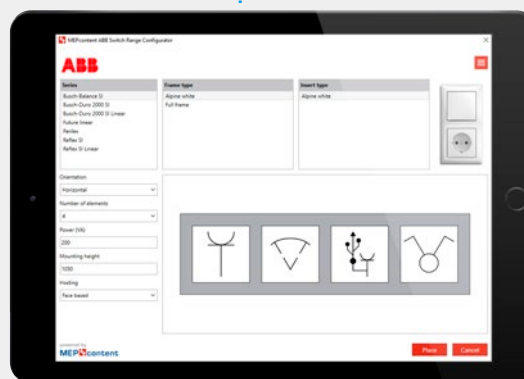 MEPcontent ABB Switch Range Configurator
ABB
Series
Frame type
Insert type
Busch-Balance SI
Alpine white
Alpine white
Busch-Duro 2000 SI
Full frame
Busch-Duro 2000 SI Linear
Future linear
Perilex
Reflex SI
Reflex SI Linear
Orientation
Horizontal
Number of elements
4
Power (VA)
200
Mounting height
1050
Hosting
Face based
powered by
MEPcontent
Place
Cancel